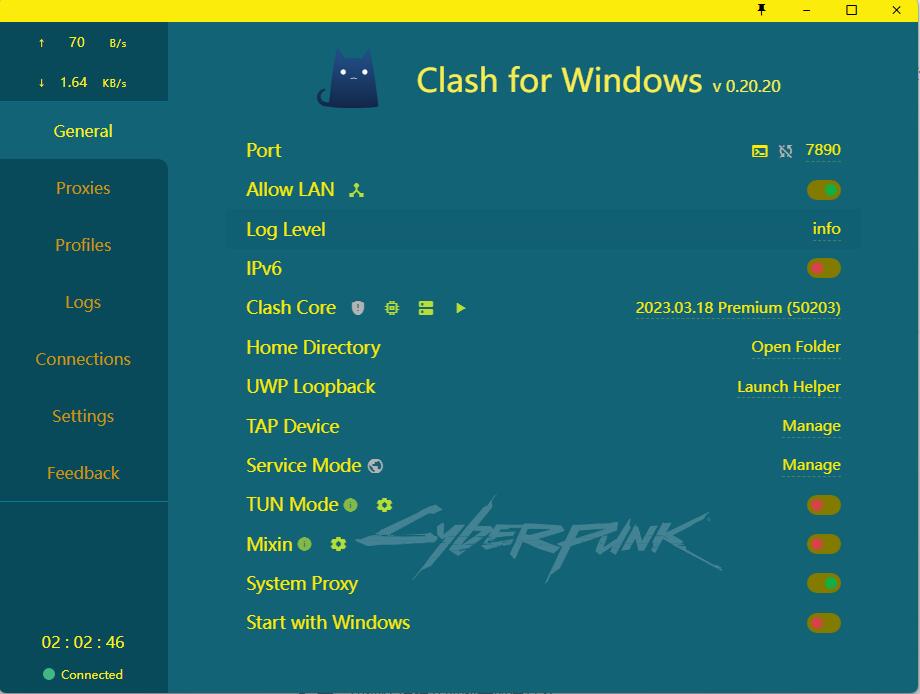 ↑ 70 B/s
↓ 1.64 KB/s
General
Proxies
Profiles
Logs
Connections
Settings
Feedback
02 : 02 : 46
Connected
Clash for Windows v 0.20.20
Port 7890
Allow LAN
Log Level info
IPv6
Clash Core 2023.03.18 Premium (50203)
Home Directory Open Folder
UWP Loopback Launch Helper
TAP Device Manage
Service Mode Manage
TUN Mode
Mixin
CYBERPUNK
System Proxy
Start with Windows